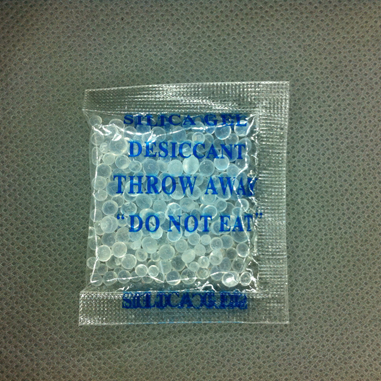 SILICA GEL
DESICCANT
THROW AWAY
“DO NOT EAT”
SILICA GEL